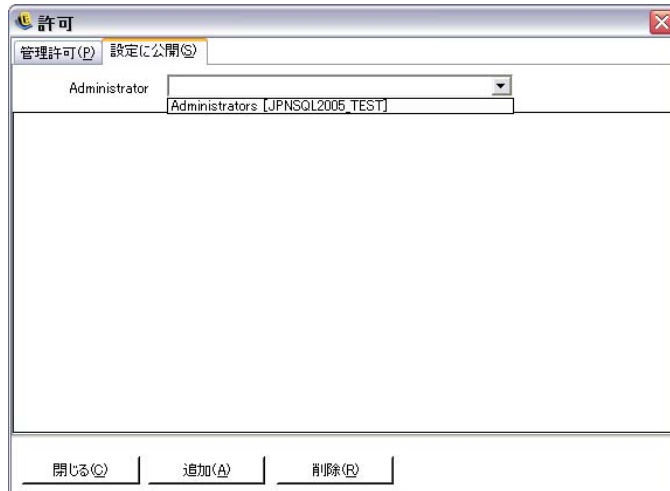 許可
管理許可(P) 設定に公開(S)
Administrator
Administrators [JPNSQL2005_TEST]
閉じる(C) 追加(A) 削除(R)